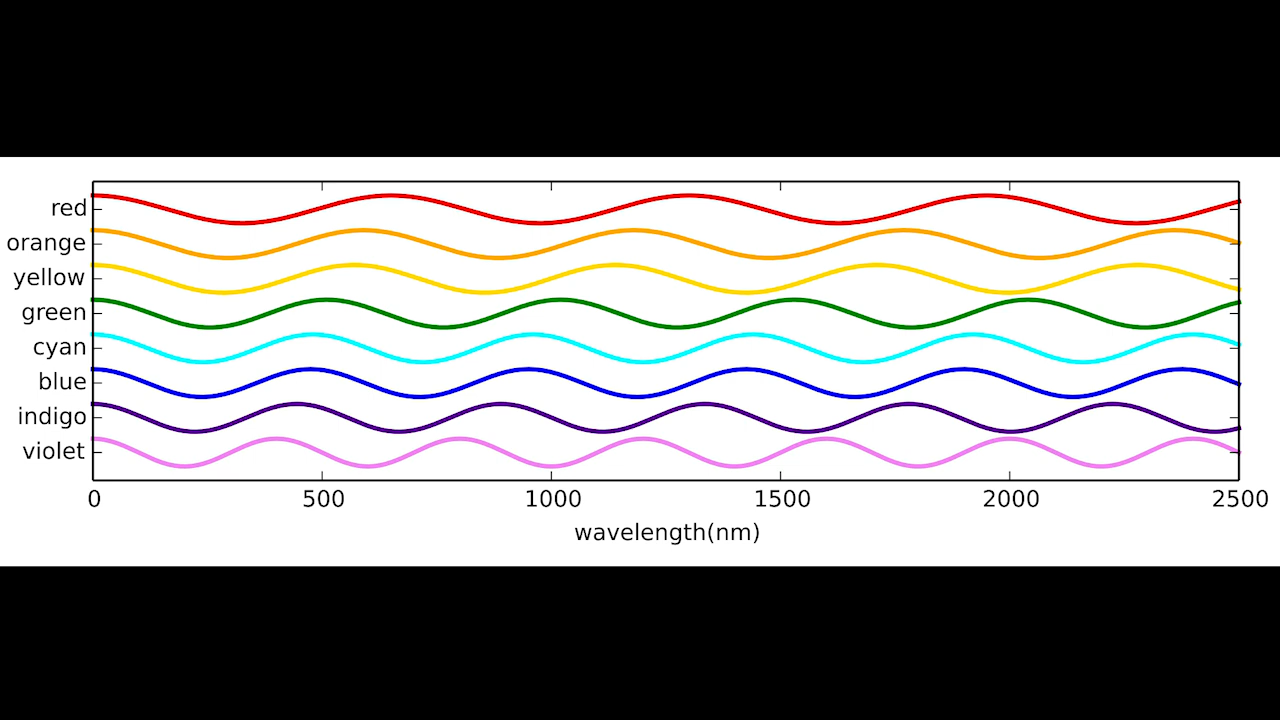 red
orange
yellow
green
cyan
blue
indigo
violet
0 500 1000 1500 2000 2500
wavelength(nm)